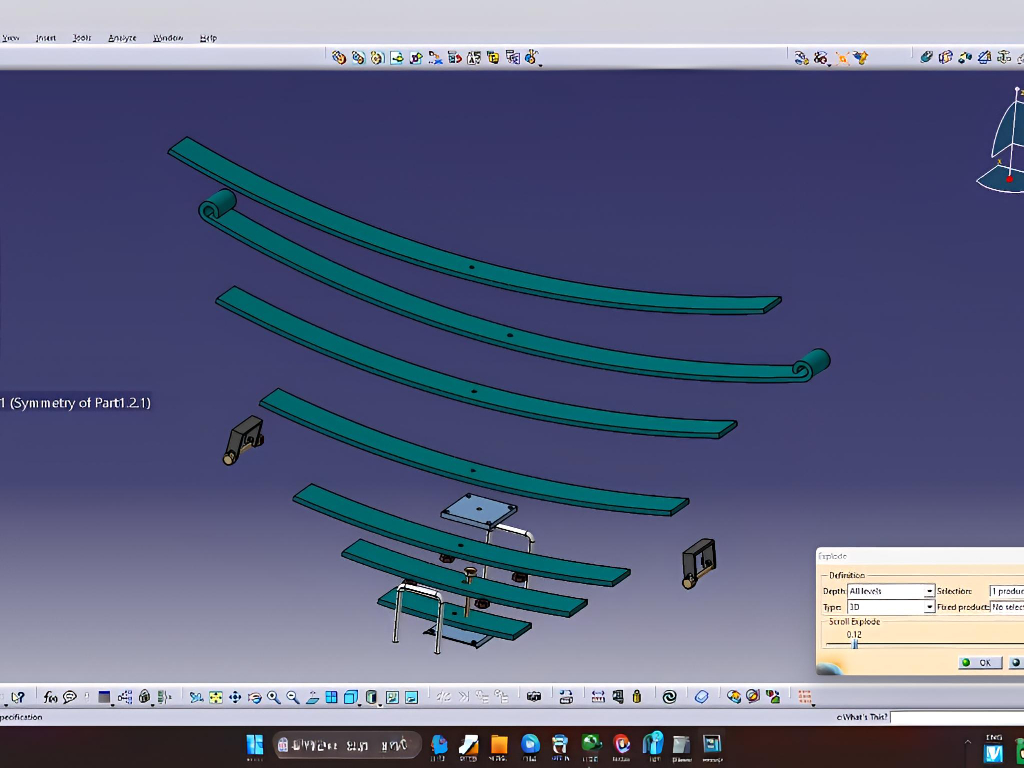 View Insert Tools Analyze Window Help
1 (Symmetry of Part1.2.1)
Explode
Definition
Depth: All levels Selection: 1 produc
Type: 3D Fixed product: No selec
Scroll Explode
0.12
OK
f(x)
pecification
What's This?
ENG